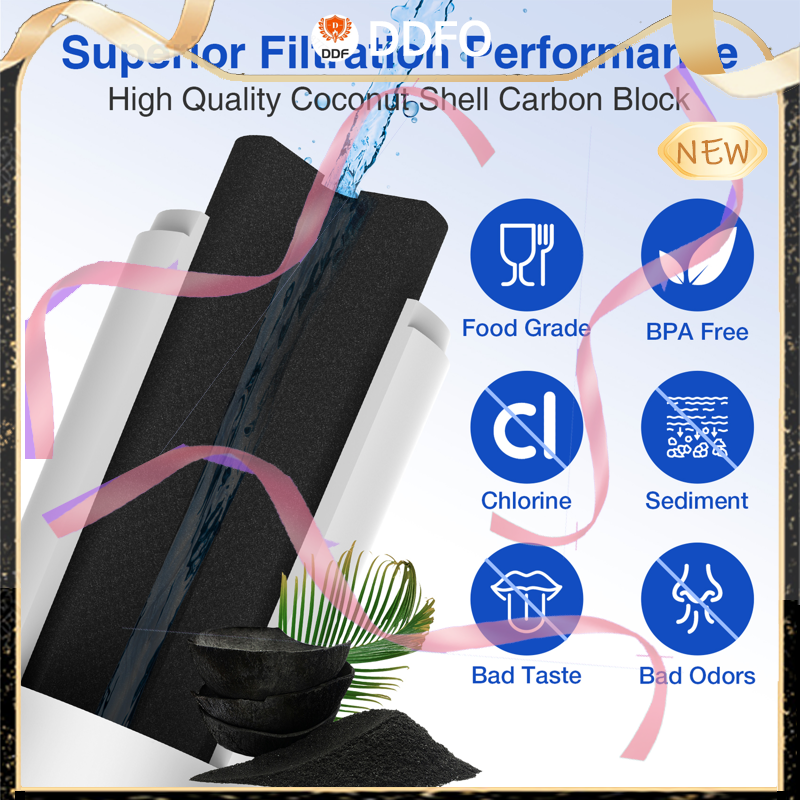 DDF DDFO
Superior Filtration Performance
High Quality Coconut Shell Carbon Block
NEW
Food Grade
BPA Free
Cl
Chlorine
Sediment
Bad Taste
Bad Odors